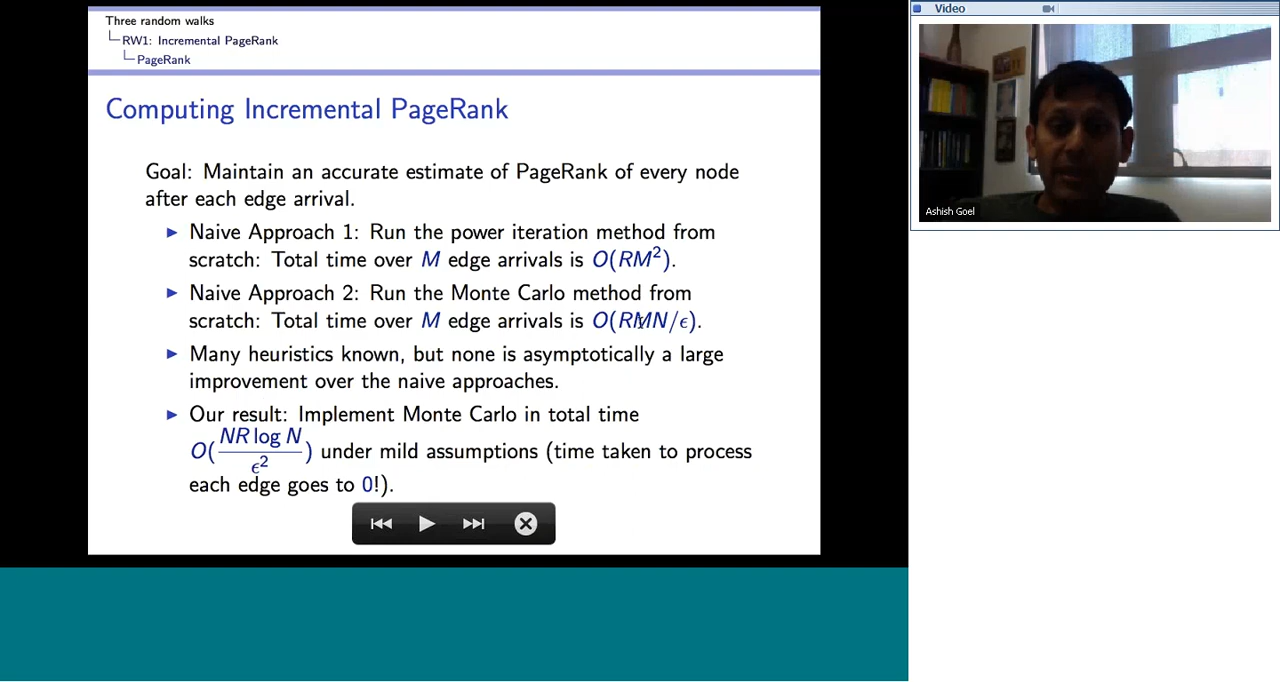 Three random walks
RW1: Incremental PageRank
PageRank
Computing Incremental PageRank
Goal: Maintain an accurate estimate of PageRank of every node
after each edge arrival.
Naive Approach 1: Run the power iteration method from
scratch: Total time over M edge arrivals is O(RM²).
Naive Approach 2: Run the Monte Carlo method from
scratch: Total time over M edge arrivals is O(RMN/ϵ).
Many heuristics known, but none is asymptotically a large
improvement over the naive approaches.
Our result: Implement Monte Carlo in total time
O(NR log N / ϵ²) under mild assumptions (time taken to process
each edge goes to 0!).
Video
Ashish Goel